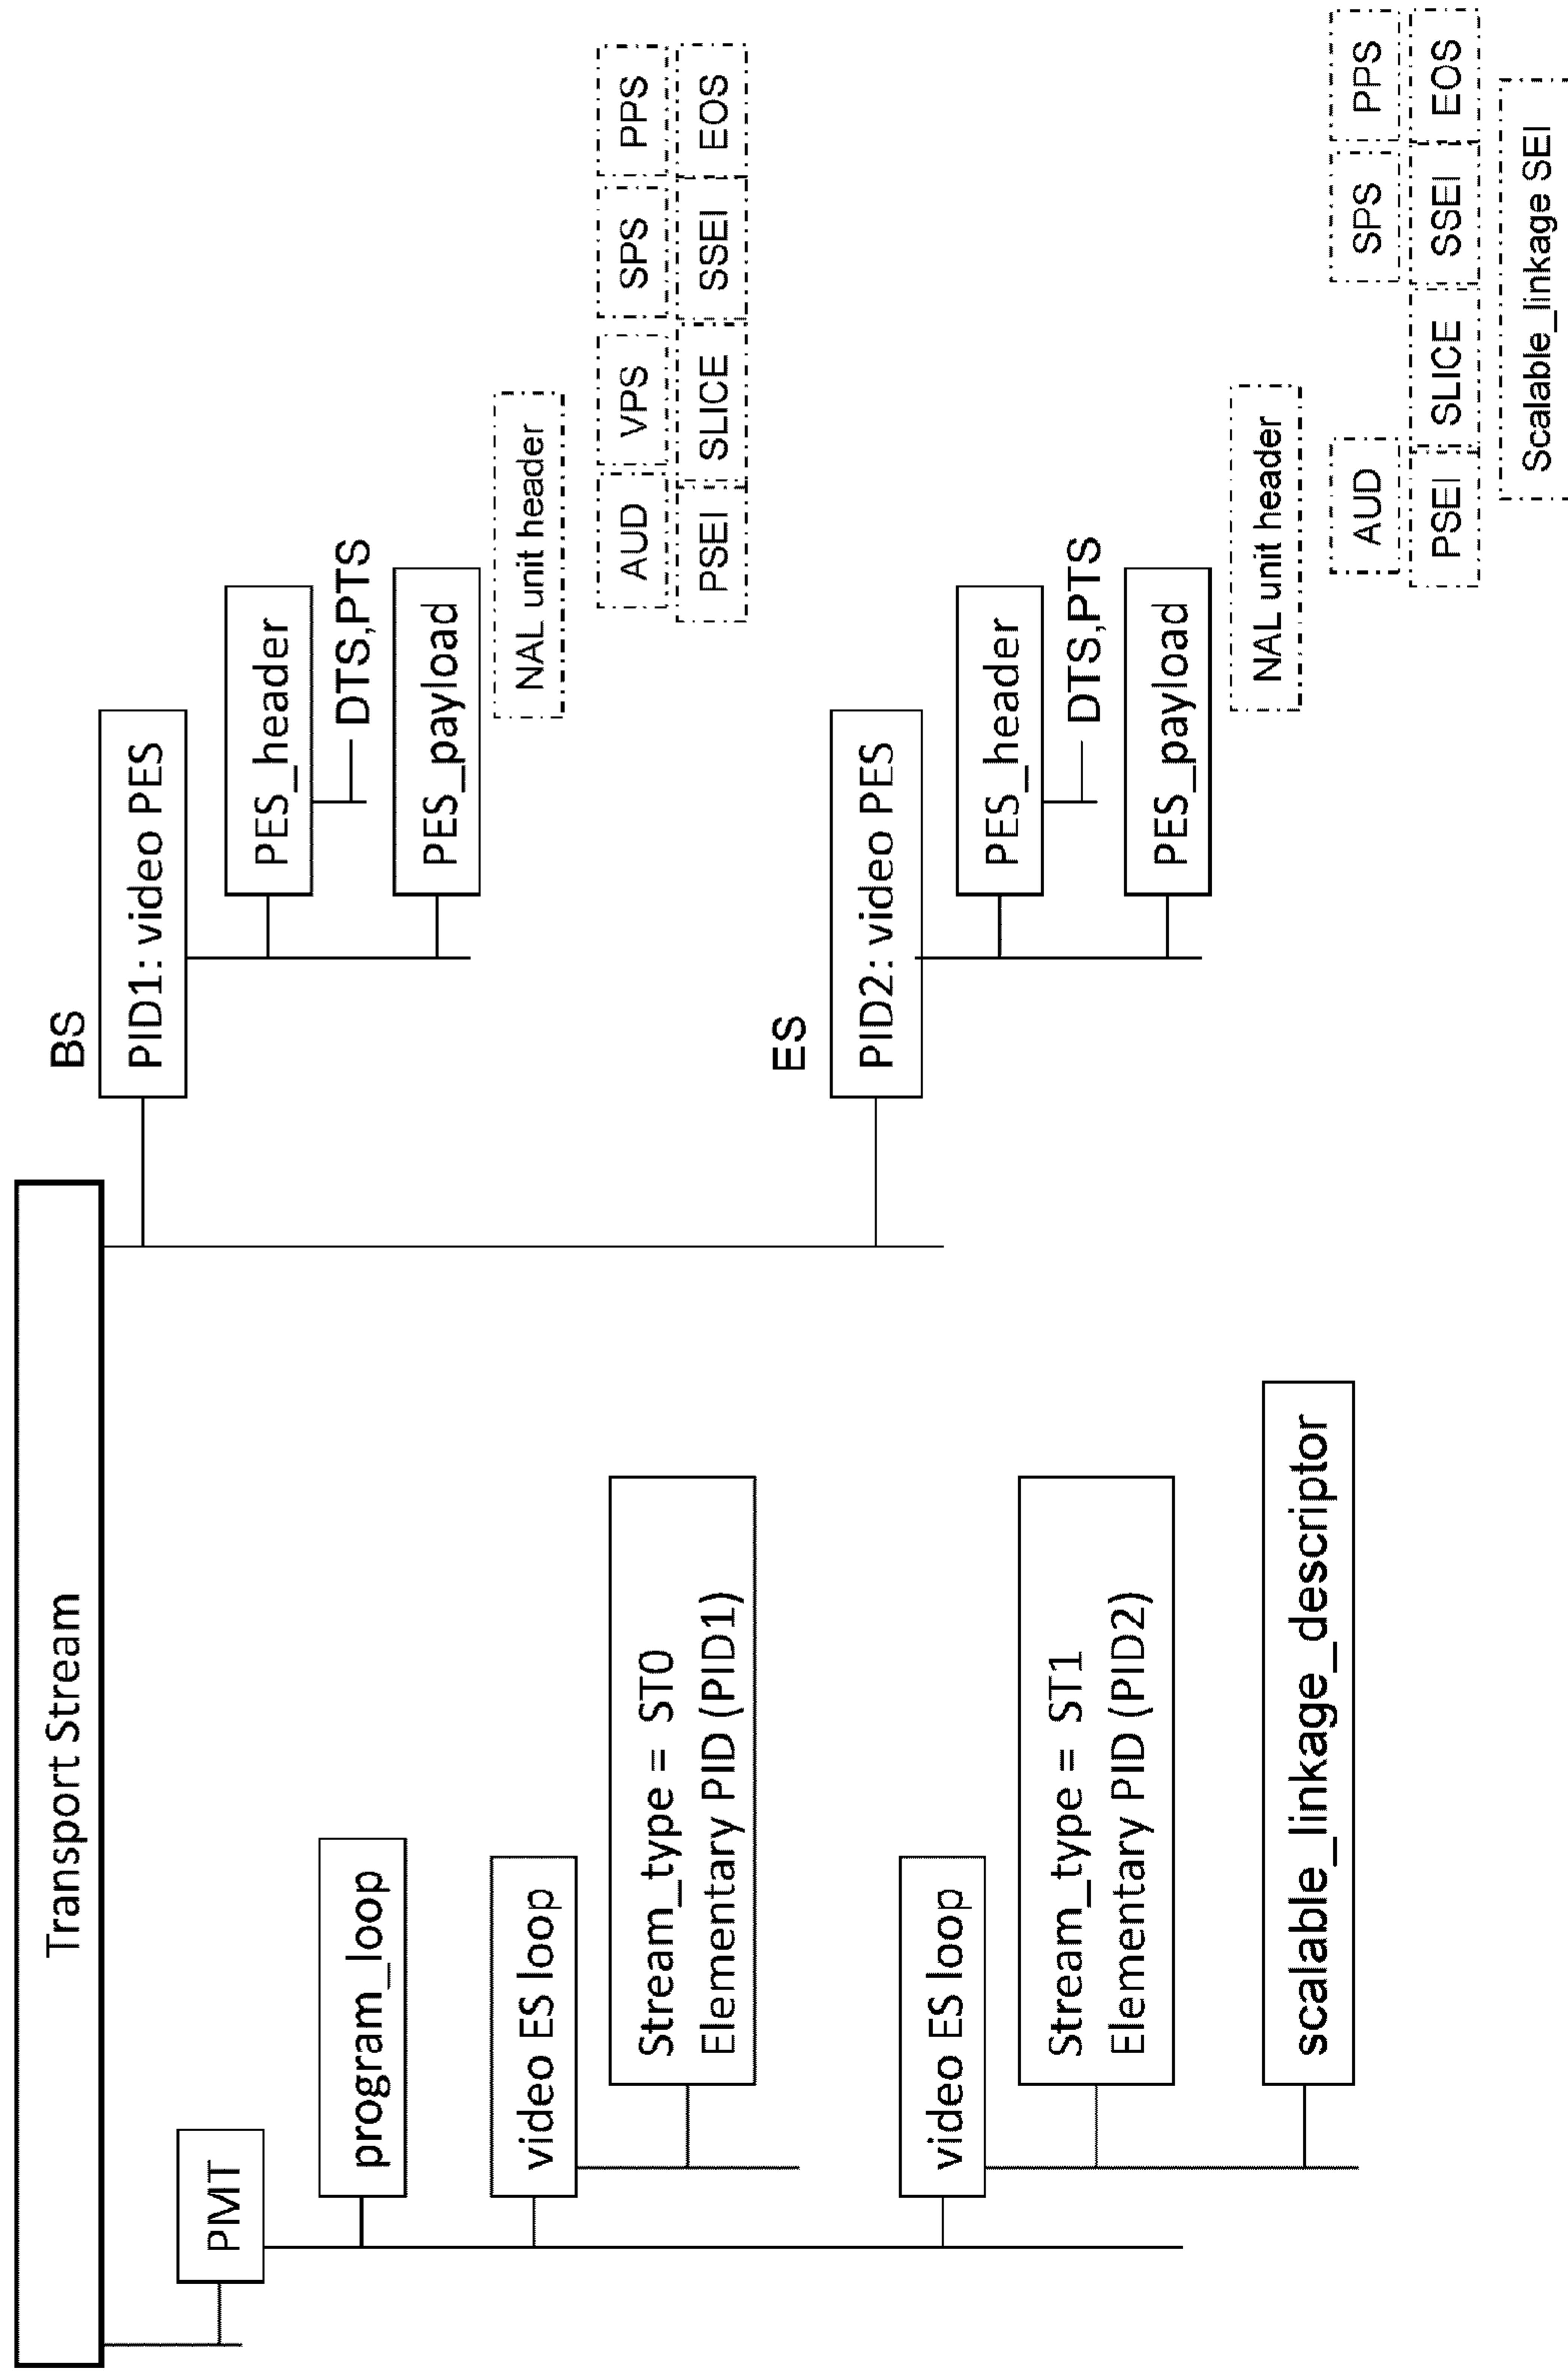 Transport Stream
PMT
program_loop
video ES loop
Stream_type = ST0
Elementary PID (PID1)
video ES loop
Stream_type = ST1
Elementary PID (PID2)
scalable_linkage_descriptor
BS
PID1: video PES
PES_header
DTS,PTS
PES_payload
NAL unit header
AUD VPS SPS PPS
PSEI SLICE SSEI EOS
ES
PID2: video PES
PES_header
DTS,PTS
PES_payload
NAL unit header
AUD SPS PPS
PSEI SLICE SSEI EOS
Scalable_linkage SEI